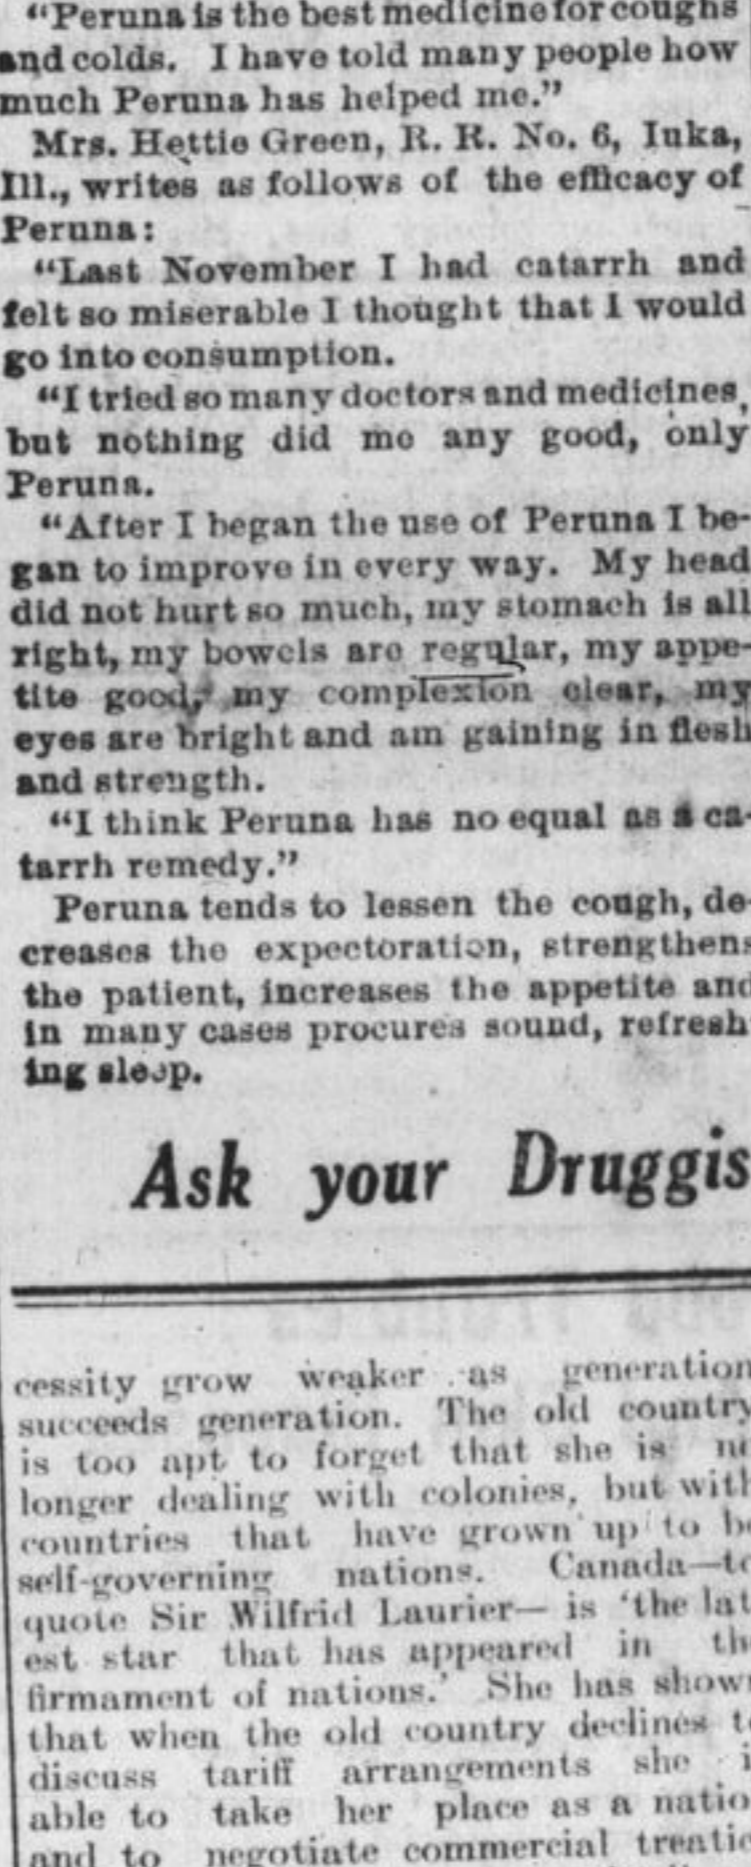 "Peruna is the best medicine for coughs
and colds. I have told many people how
much Peruna has helped me."
Mrs. Hettie Green, R. R. No. 6, Iuka,
Ill., writes as follows of the efficacy of
Peruna:
"Last November I had catarrh and
felt so miserable I thought that I would
go into consumption.
"I tried so many doctors and medicines,
but nothing did me any good, only
Peruna.
"After I began the use of Peruna I be-
gan to improve in every way. My head
did not hurt so much, my stomach is all
right, my bowels are regular, my appe-
tite good, my complexion clear, my
eyes are bright and am gaining in flesh
and strength.
"I think Peruna has no equal as a ca-
tarrh remedy."
Peruna tends to lessen the cough, de-
creases the expectoration, strengthens
the patient, increases the appetite and
in many cases procures sound, refresh-
ing sleep.
Ask your Druggis
cessity grow weaker as generation
succeeds generation. The old country
is too apt to forget that she is no
longer dealing with colonies, but with
countries that have grown up to be
self-governing nations. Canada—to
quote Sir Wilfrid Laurier— is 'the lat
est star that has appeared in the
firmament of nations.' She has shown
that when the old country declines to
discuss tariff arrangements she i
able to take her place as a natio
and to negotiate commercial treatie